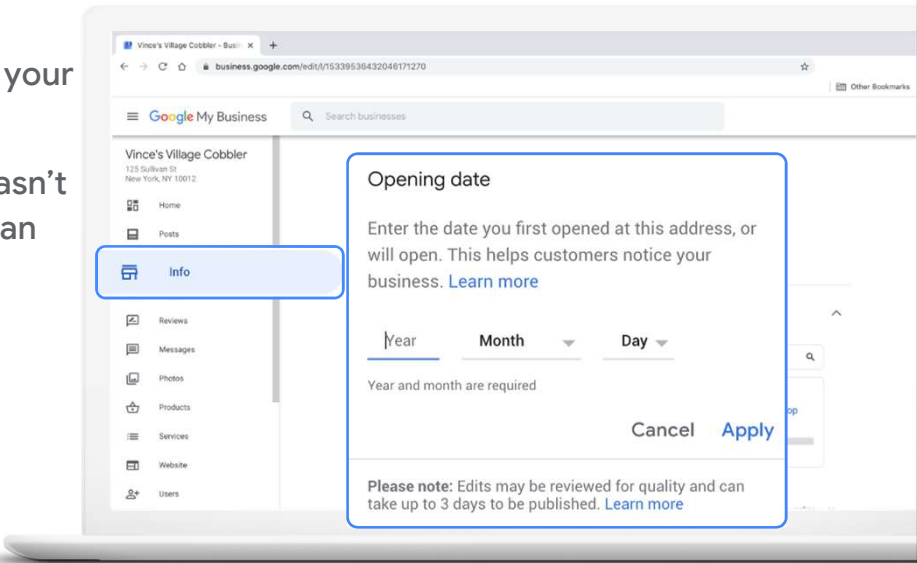 your
asn't
an
Vince's Village Cobbler - Busin
business.google.com/edit/l/15339536432046171270
Other Bookmarks
Google My Business
Search businesses
Vince's Village Cobbler
125 Sullivan St
New York, NY 10012
Home
Posts
Info
Reviews
Messages
Photos
Products
Services
Website
Users
Opening date
Enter the date you first opened at this address, or
will open. This helps customers notice your
business. Learn more
Year Month Day
Year and month are required
Cancel Apply
Please note: Edits may be reviewed for quality and can
take up to 3 days to be published. Learn more
op